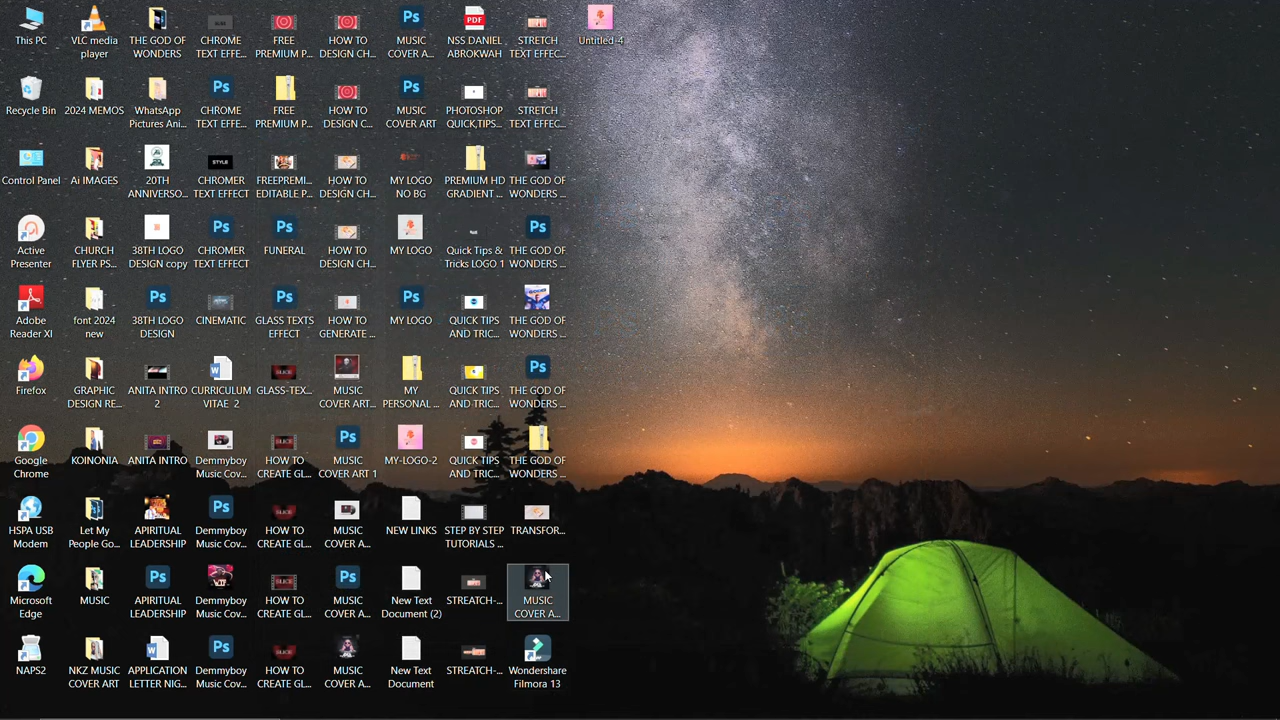 This PC
VLC media
player
THE GOD OF
WONDERS
CHROME
TEXT EFFE...
FREE
PREMIUM P...
HOW TO
DESIGN CH...
MUSIC
COVER A...
NSS DANIEL
ABROKWAH
STRETCH
TEXT EFFEC...
Untitled-4
Recycle Bin
2024 MEMOS
WhatsApp
Pictures Ani...
CHROME
TEXT EFFE...
FREE
PREMIUM P...
HOW TO
DESIGN C...
MUSIC
COVER ART
PHOTOSHOP
QUICK,TIPS...
STRETCH
TEXT EFFEC...
Control Panel
Ai IMAGES
20TH
ANNIVERSO...
CHROMER
TEXT EFFECT
FREEPREMI...
EDITABLE P...
HOW TO
DESIGN CH...
MY LOGO
NO BG
PREMIUM HD
GRADIENT ...
THE GOD OF
WONDERS ...
Active
Presenter
CHURCH
FLYER PS...
38TH LOGO
DESIGN copy
CHROMER
TEXT EFFECT
FUNERAL
HOW TO
DESIGN CH...
MY LOGO
Quick Tips &
Tricks LOGO 1
THE GOD OF
WONDERS ...
Adobe
Reader XI
font 2024
new
38TH LOGO
DESIGN
CINEMATIC
GLASS TEXTS
EFFECT
HOW TO
GENERATE ...
MY LOGO
QUICK TIPS
AND TRIC...
THE GOD OF
WONDERS ...
Firefox
GRAPHIC
DESIGN RE...
ANITA INTRO
2
CURRICULUM
VITAE 2
GLASS-TEX...
MUSIC
COVER ART...
MY
PERSONAL ...
QUICK TIPS
AND TRIC...
THE GOD OF
WONDERS ...
Google
Chrome
KOINONIA
ANITA INTRO
Demmyboy
Music Cov...
HOW TO
CREATE GL...
MUSIC
COVER ART 1
MY-LOGO-2
QUICK TIPS
AND TRIC...
THE GOD OF
WONDERS ...
HSPA USB
Modem
Let My
People Go...
APIRITUAL
LEADERSHIP
Demmyboy
Music Cov...
HOW TO
CREATE GL...
MUSIC
COVER A...
NEW LINKS
STEP BY STEP
TUTORIALS ...
TRANSFOR...
Microsoft
Edge
MUSIC
APIRITUAL
LEADERSHIP
Demmyboy
Music Cov...
HOW TO
CREATE GL...
MUSIC
COVER A...
New Text
Document (2)
STREATCH-...
MUSIC
COVER A...
NAPS2
NKZ MUSIC
COVER ART
APPLICATION
LETTER NIG...
Demmyboy
Music Cov...
HOW TO
CREATE GL...
MUSIC
COVER A...
New Text
Document
STREATCH-...
Wondershare
Filmora 13